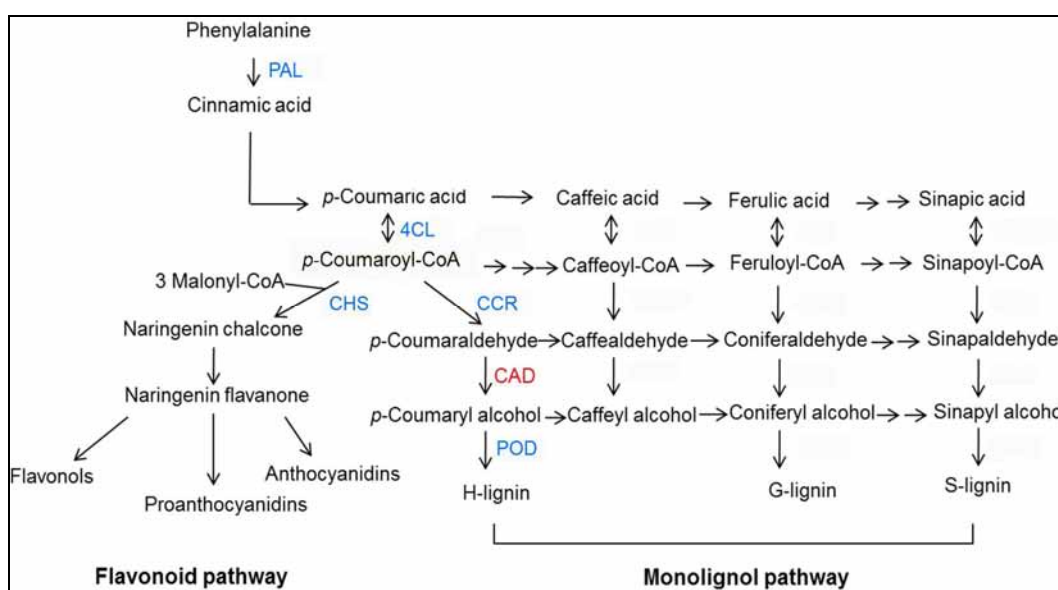 Phenylalanine
PAL
Cinnamic acid
p-Coumaric acid
Caffeic acid
Ferulic acid
Sinapic acid
4CL
p-Coumaroyl-CoA
Caffeoyl-CoA
Feruloyl-CoA
Sinapoyl-CoA
3 Malonyl-CoA
CHS
CCR
Naringenin chalcone
p-Coumaraldehyde
Caffealdehyde
Coniferaldehyde
Sinapaldehyde
CAD
Naringenin flavanone
p-Coumaryl alcohol
Caffeyl alcohol
Coniferyl alcohol
Sinapyl alcohol
POD
Flavonols
Anthocyanidins
Proanthocyanidins
H-lignin
G-lignin
S-lignin
Flavonoid pathway
Monolignol pathway